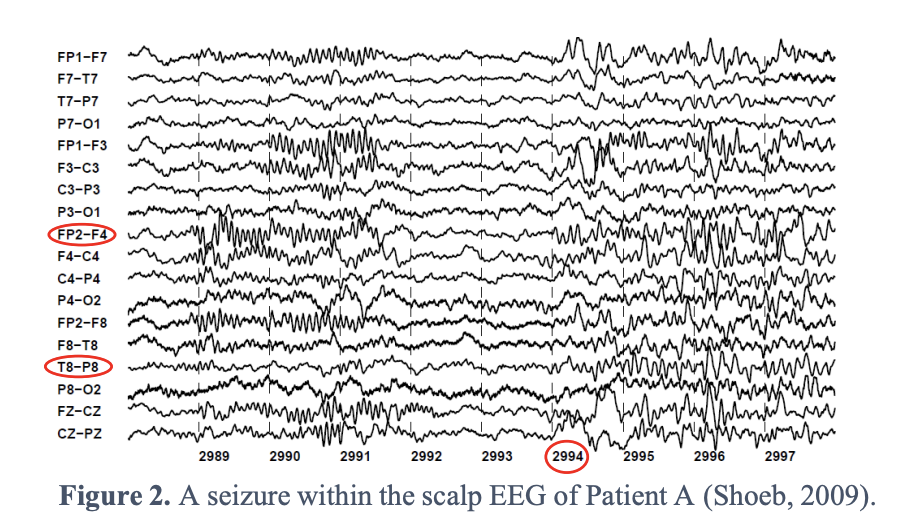 FP1–F7
F7–T7
T7–P7
P7–O1
FP1–F3
F3–C3
C3–P3
P3–O1
FP2–F4
F4–C4
C4–P4
P4–O2
FP2–F8
F8–T8
T8–P8
P8–O2
FZ–CZ
CZ–PZ
2989 2990 2991 2992 2993 2994 2995 2996 2997
Figure 2. A seizure within the scalp EEG of Patient A (Shoeb, 2009).